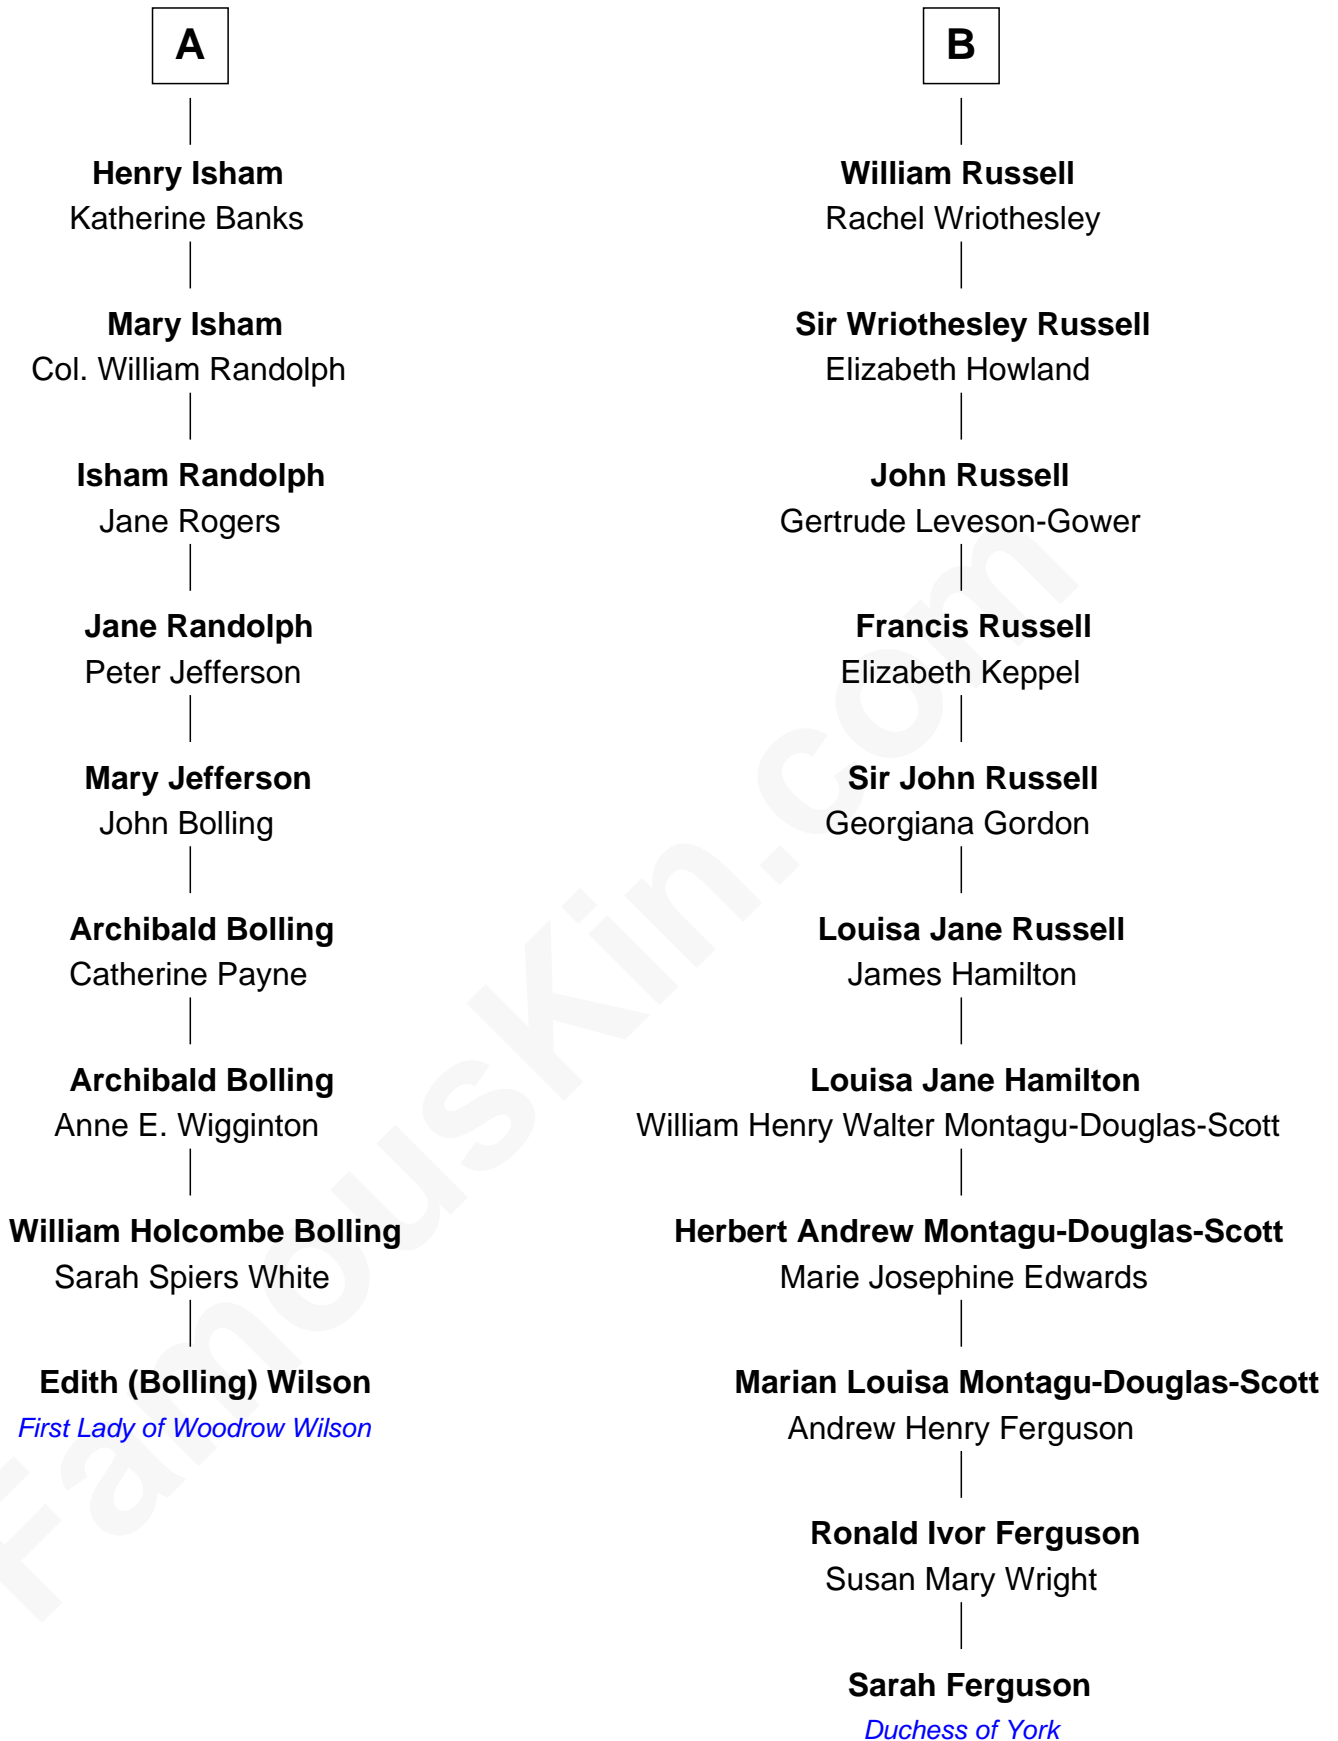 A
Henry Isham
Katherine Banks
Mary Isham
Col. William Randolph
Isham Randolph
Jane Rogers
Jane Randolph
Peter Jefferson
Mary Jefferson
John Bolling
Archibald Bolling
Catherine Payne
Archibald Bolling
Anne E. Wigginton
William Holcombe Bolling
Sarah Spiers White
Edith (Bolling) Wilson
First Lady of Woodrow Wilson
B
William Russell
Rachel Wriothesley
Sir Wriothesley Russell
Elizabeth Howland
John Russell
Gertrude Leveson-Gower
Francis Russell
Elizabeth Keppel
Sir John Russell
Georgiana Gordon
Louisa Jane Russell
James Hamilton
Louisa Jane Hamilton
William Henry Walter Montagu-Douglas-Scott
Herbert Andrew Montagu-Douglas-Scott
Marie Josephine Edwards
Marian Louisa Montagu-Douglas-Scott
Andrew Henry Ferguson
Ronald Ivor Ferguson
Susan Mary Wright
Sarah Ferguson
Duchess of York
FamousKin.com